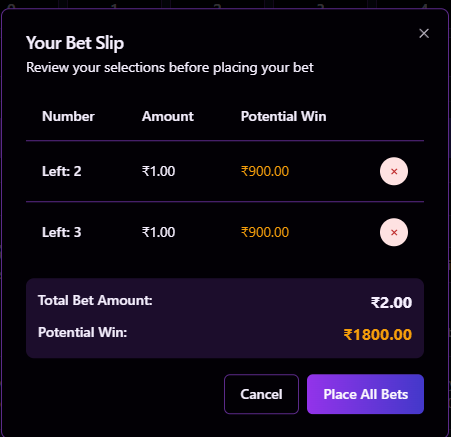 Your Bet Slip
Review your selections before placing your bet
Number Amount Potential Win
Left: 2 ₹1.00 ₹900.00
Left: 3 ₹1.00 ₹900.00
Total Bet Amount: ₹2.00
Potential Win: ₹1800.00
Cancel Place All Bets